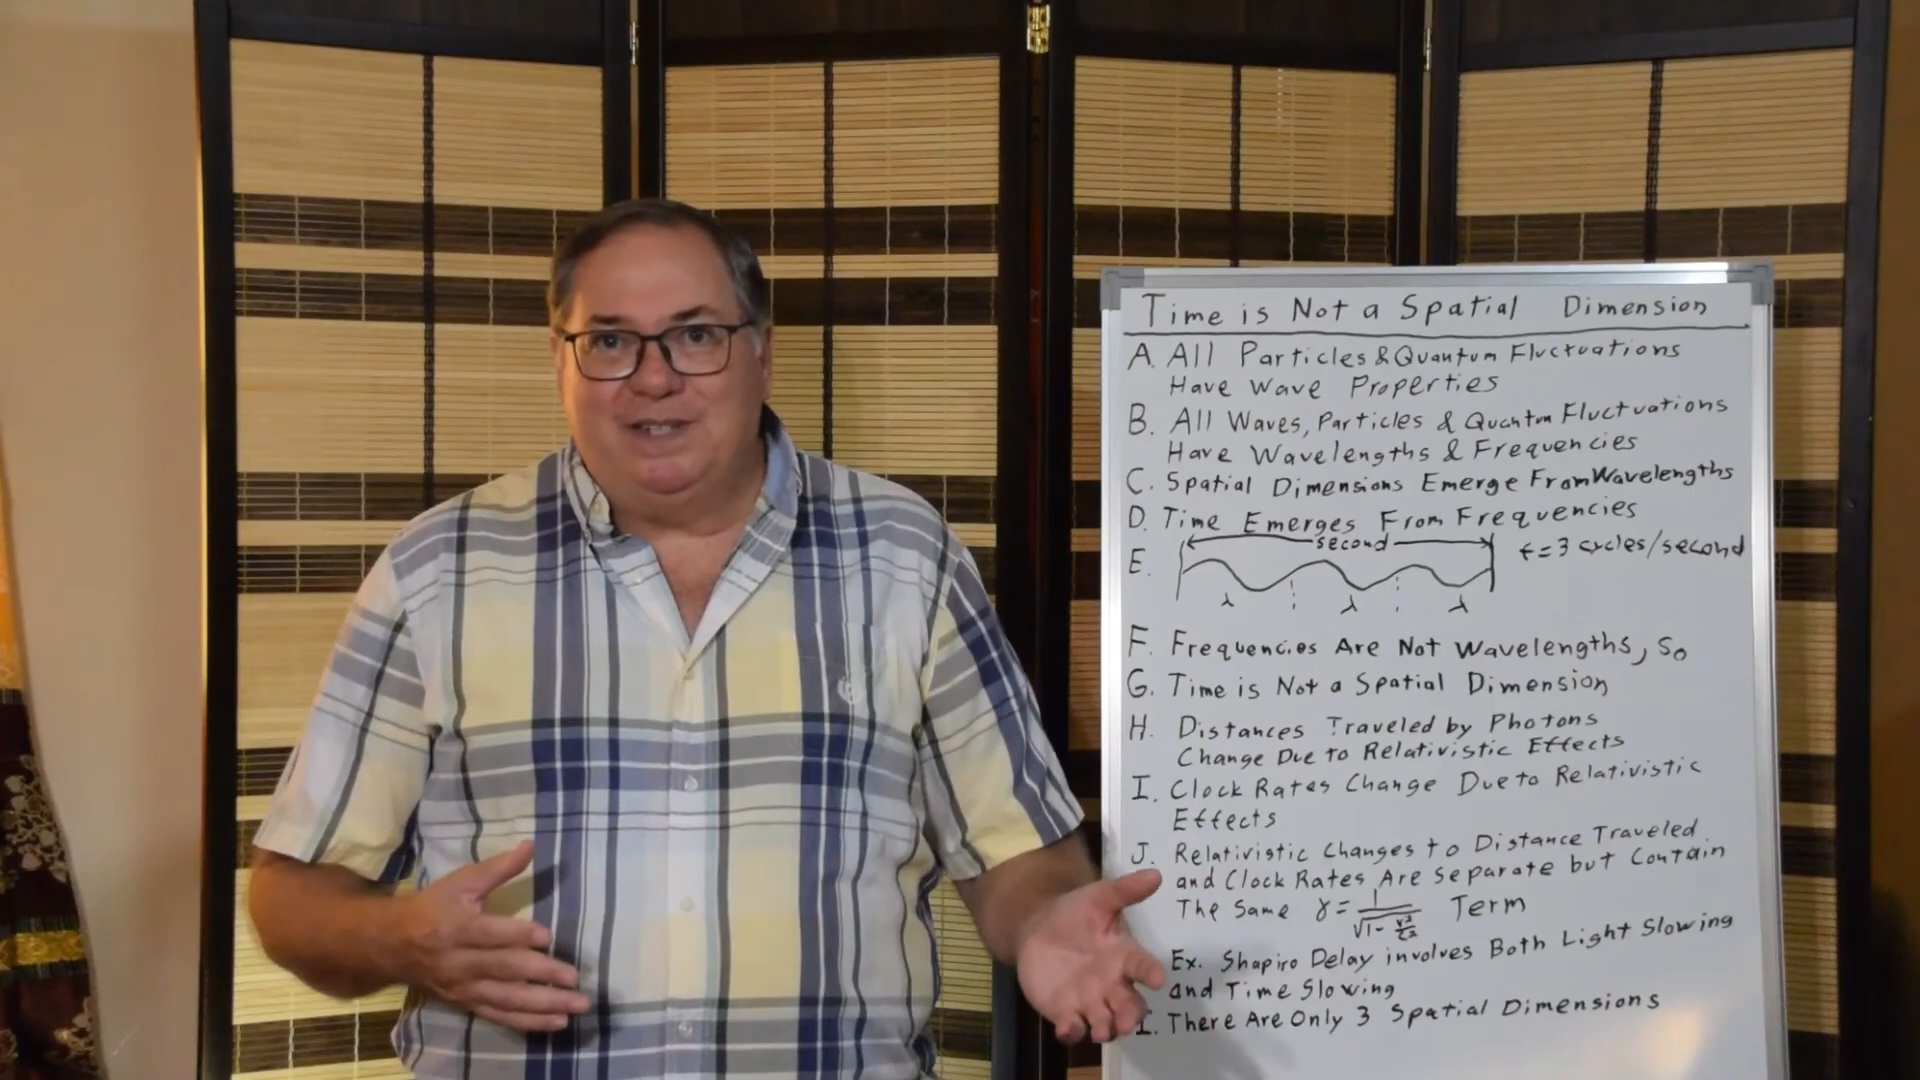 Time is Not a Spatial Dimension
A. All Particles & Quantum Fluctuations
Have Wave Properties
B. All Waves, Particles & Quantum Fluctuations
Have Wavelengths & Frequencies
C. Spatial Dimensions Emerge From Wavelengths
D. Time Emerges From Frequencies
second
E.
f = 3 cycles/second
λ λ λ
F. Frequencies Are Not Wavelengths, So
G. Time is Not a Spatial Dimension
H. Distances Traveled by Photons
Change Due to Relativistic Effects
I. Clock Rates Change Due to Relativistic
Effects
J. Relativistic Changes to Distance Traveled
and Clock Rates Are Separate but Contain
The Same γ = 1/√(1 - v²/c²) Term
Ex. Shapiro Delay involves Both Light Slowing
and Time Slowing
I. There Are Only 3 Spatial Dimensions